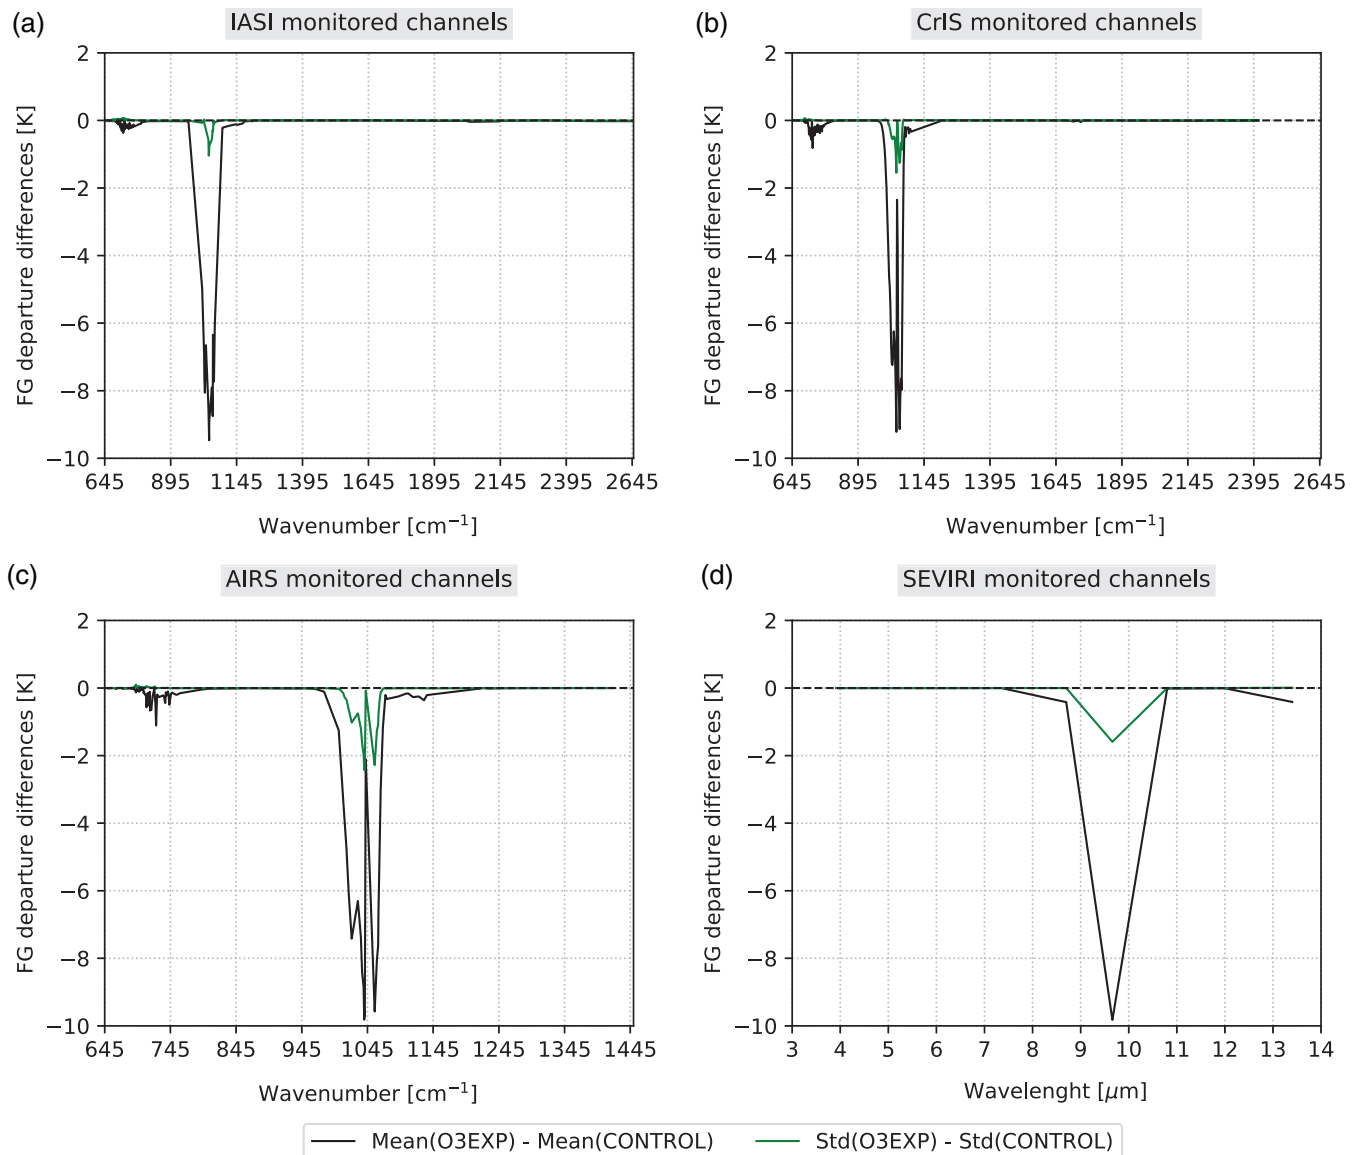 (a)
IASI monitored channels
FG departure differences [K]
2
0
−2
−4
−6
−8
−10
645 895 1145 1395 1645 1895 2145 2395 2645
Wavenumber [cm⁻¹]
(b)
CrIS monitored channels
FG departure differences [K]
2
0
−2
−4
−6
−8
−10
645 895 1145 1395 1645 1895 2145 2395 2645
Wavenumber [cm⁻¹]
(c)
AIRS monitored channels
FG departure differences [K]
2
0
−2
−4
−6
−8
−10
645 745 845 945 1045 1145 1245 1345 1445
Wavenumber [cm⁻¹]
(d)
SEVIRI monitored channels
FG departure differences [K]
2
0
−2
−4
−6
−8
−10
3 4 5 6 7 8 9 10 11 12 13 14
Wavelenght [μm]
Mean(O3EXP) - Mean(CONTROL) Std(O3EXP) - Std(CONTROL)